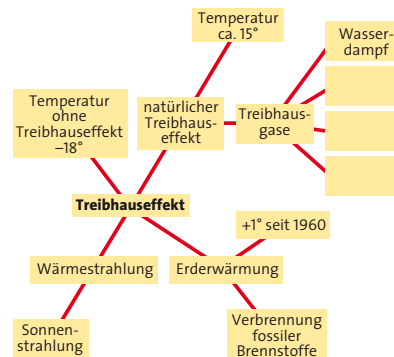 Temperatur
ca. 15°
Wasser-
dampf
Temperatur
ohne
Treibhauseffekt
–18°
natürlicher
Treibhaus-
effekt
Treibhaus-
gase
Treibhauseffekt
+1° seit 1960
Wärmestrahlung
Erderwärmung
Sonnen-
strahlung
Verbrennung
fossiler
Brennstoffe